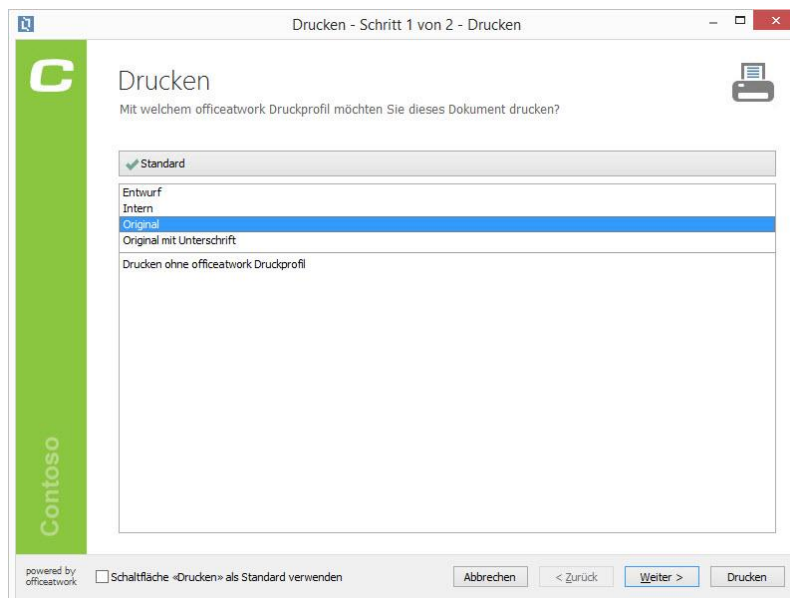 Drucken - Schritt 1 von 2 - Drucken
C
Drucken
Mit welchem officeatwork Druckprofil möchten Sie dieses Dokument drucken?
Standard
Entwurf
Intern
Original
Original mit Unterschrift
Drucken ohne officeatwork Druckprofil
Contoso
powered by
officeatwork
Schaltfläche «Drucken» als Standard verwenden
Abbrechen
< Zurück
Weiter >
Drucken